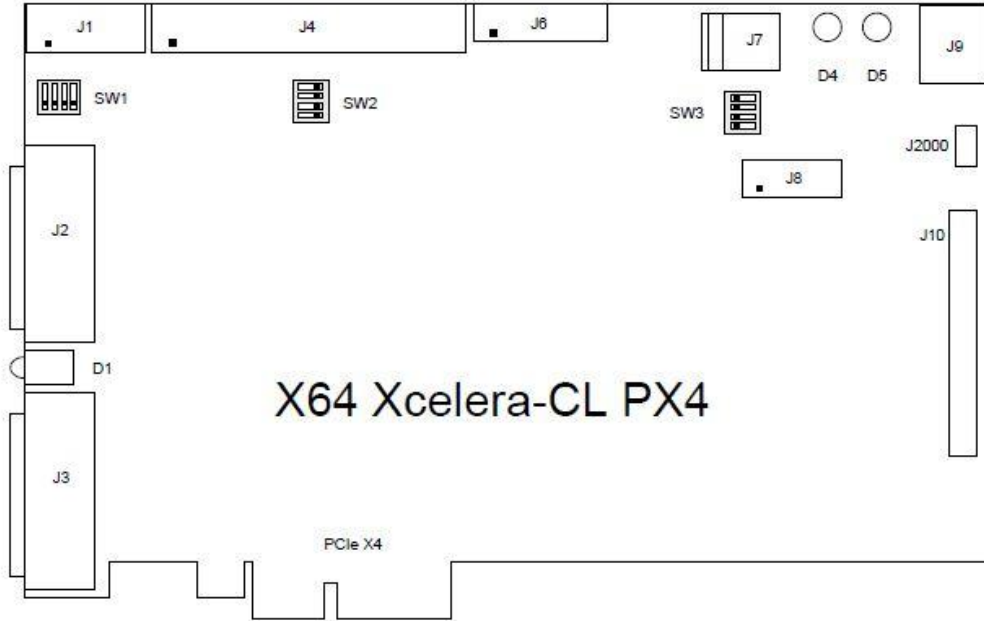 J1
J4
J6
J7
D4
D5
J9
SW1
SW2
SW3
J2000
J8
J2
J10
D1
X64 Xcelera-CL PX4
J3
PCIe X4